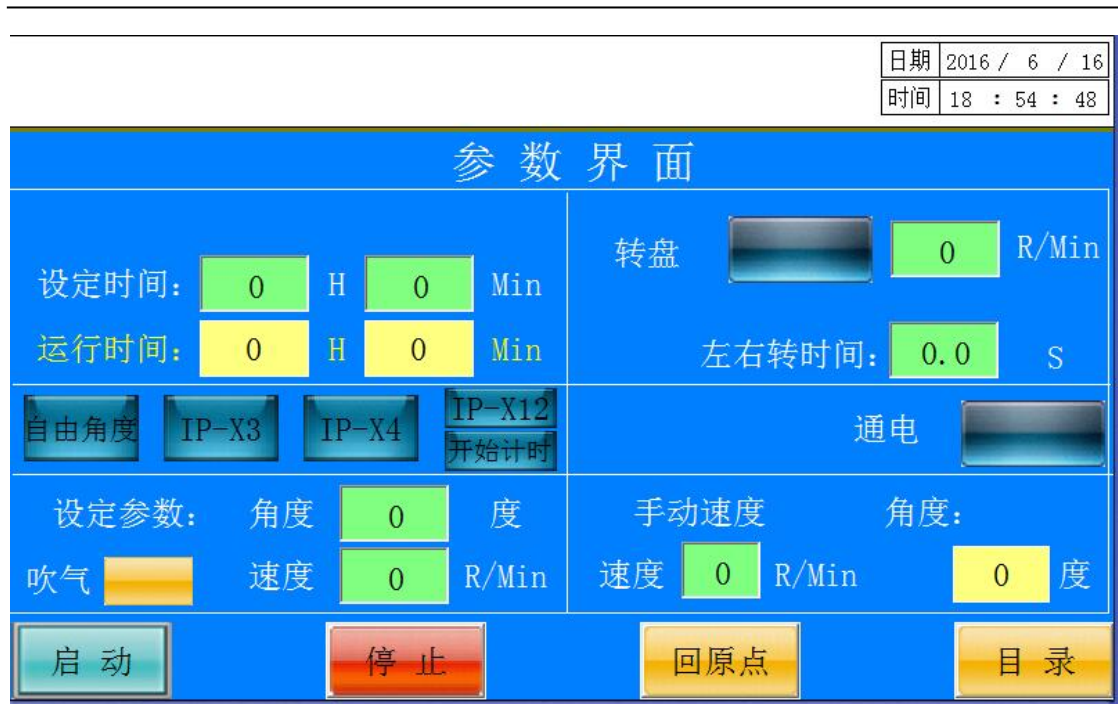 日期 2016 / 6 / 16
时间 18 : 54 : 48
参数界面
转盘 0 R/Min
设定时间: 0 H 0 Min
运行时间: 0 H 0 Min
左右转时间: 0.0 S
自由角度 IP-X3 IP-X4 IP-X12
开始计时
通电
设定参数: 角度 0 度
手动速度 角度:
吹气 速度 0 R/Min
速度 0 R/Min 0 度
启动 停止 回原点 目录